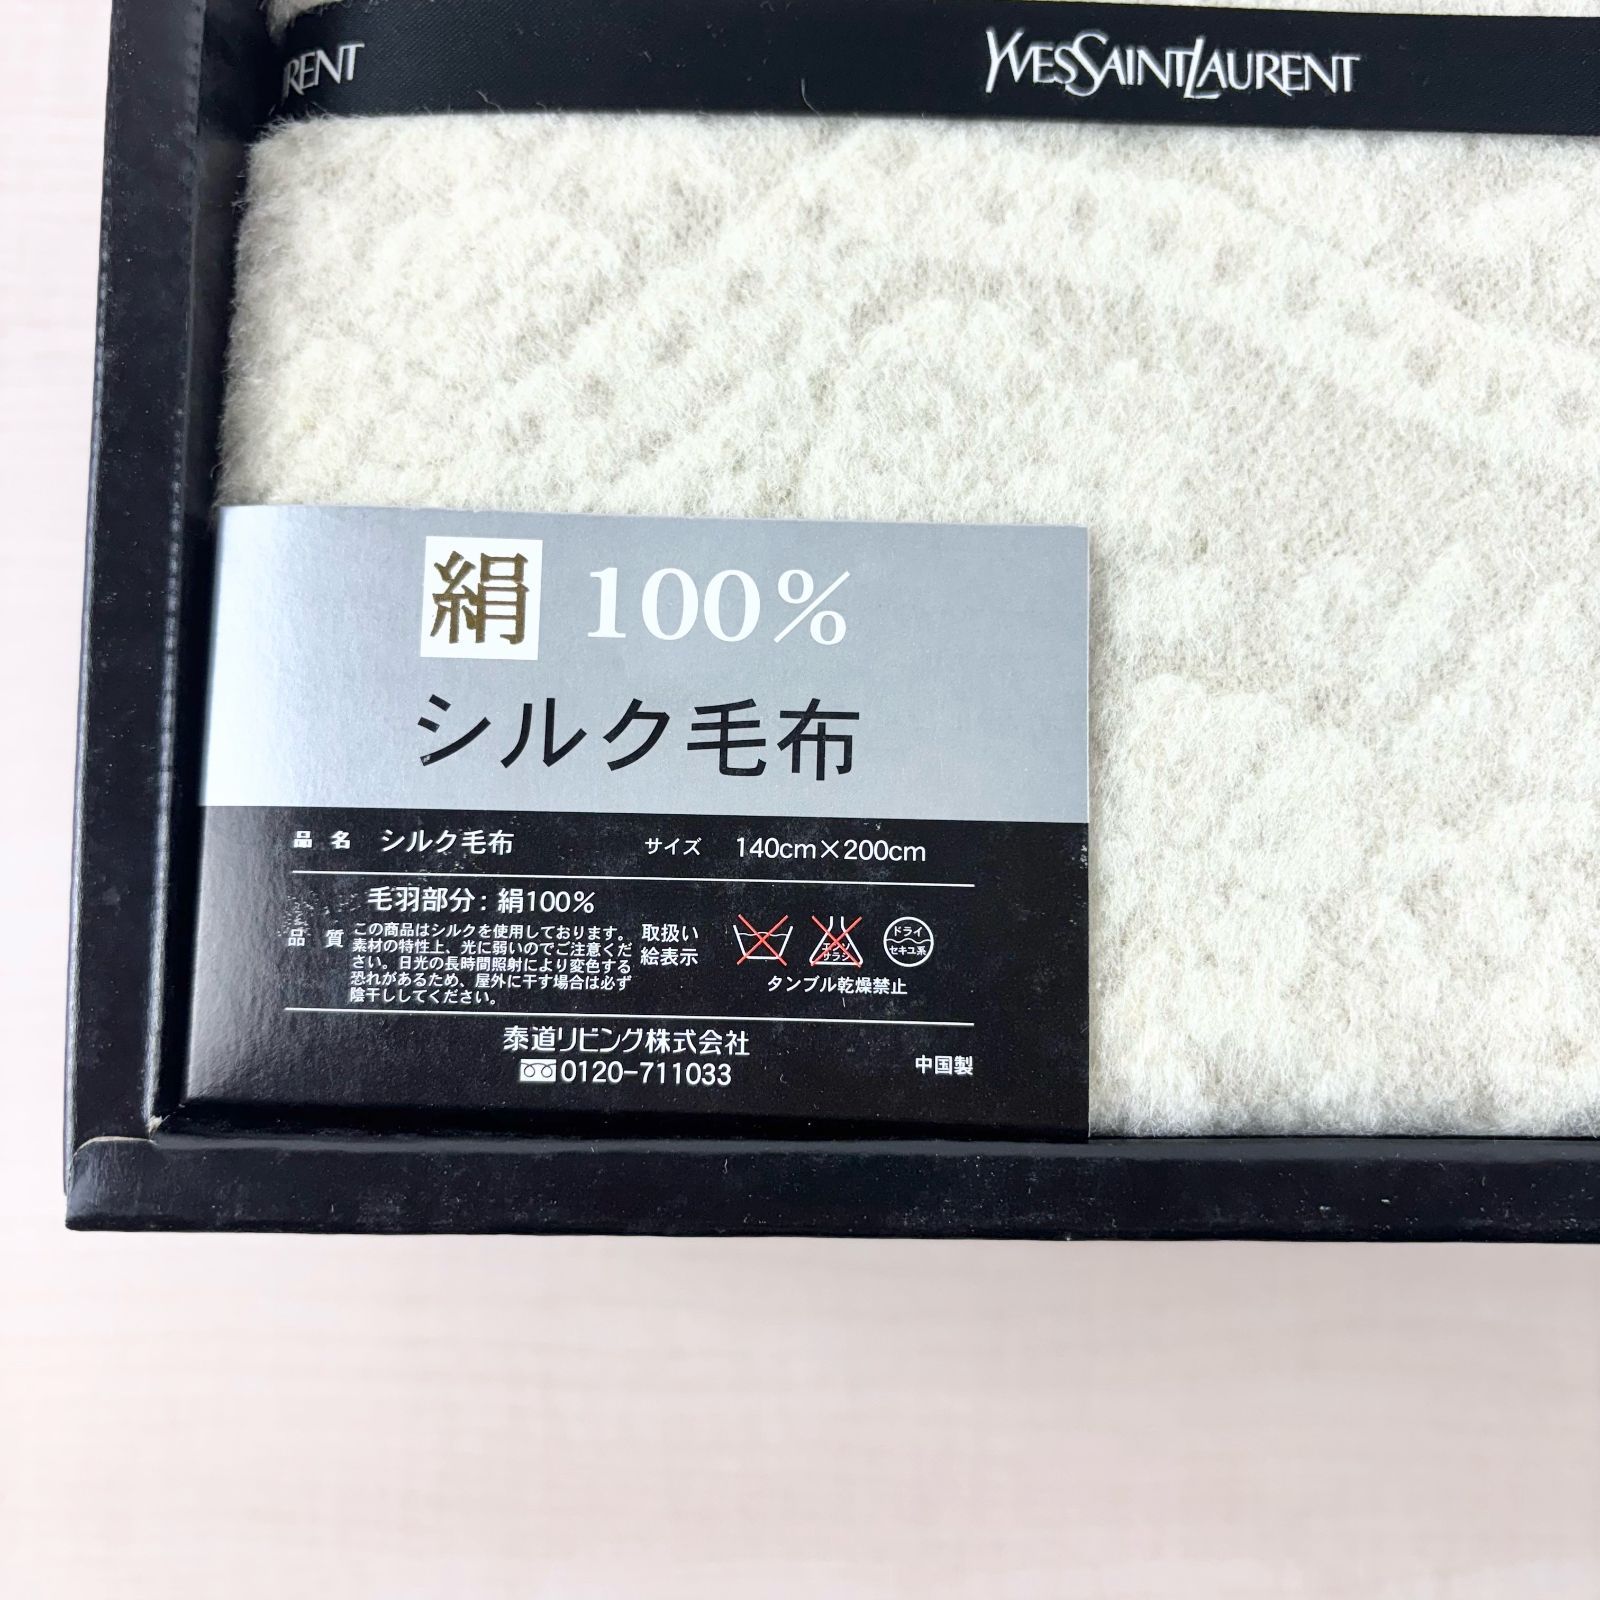 URENT
YVESSAINTLAURENT
絹 100%
シルク毛布
品 名 シルク毛布 サイズ 140cm×200cm
毛羽部分：絹100%
品 質
この商品はシルクを使用しております。
素材の特性上、光に弱いのでご注意くだ
さい。日光の長時間照射により変色する
恐れがあるため、屋外に干す場合は必ず
陰干ししてください。
取扱い
絵表示
エンソ
サラシ
ドライ
セキユ系
タンブル乾燥禁止
泰道リビング株式会社
0120-711033
中国製